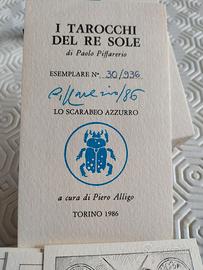 I TAROCCHI
DEL RE SOLE
di Paolo Piffarerio
ESEMPLARE N° 30/936
Piffarerio/86
LO SCARABEO AZZURRO
a cura di Piero Alligo
TORINO 1986